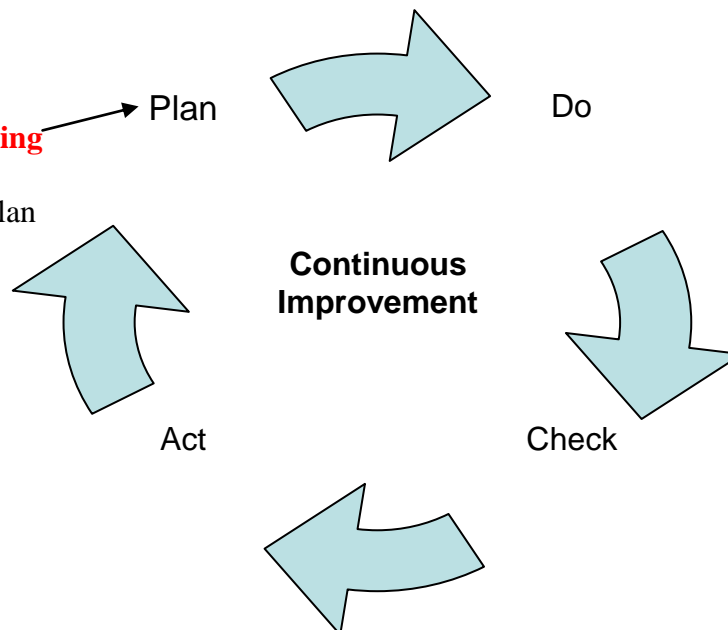 Plan
Do
ing
lan
Continuous
Improvement
Act
Check